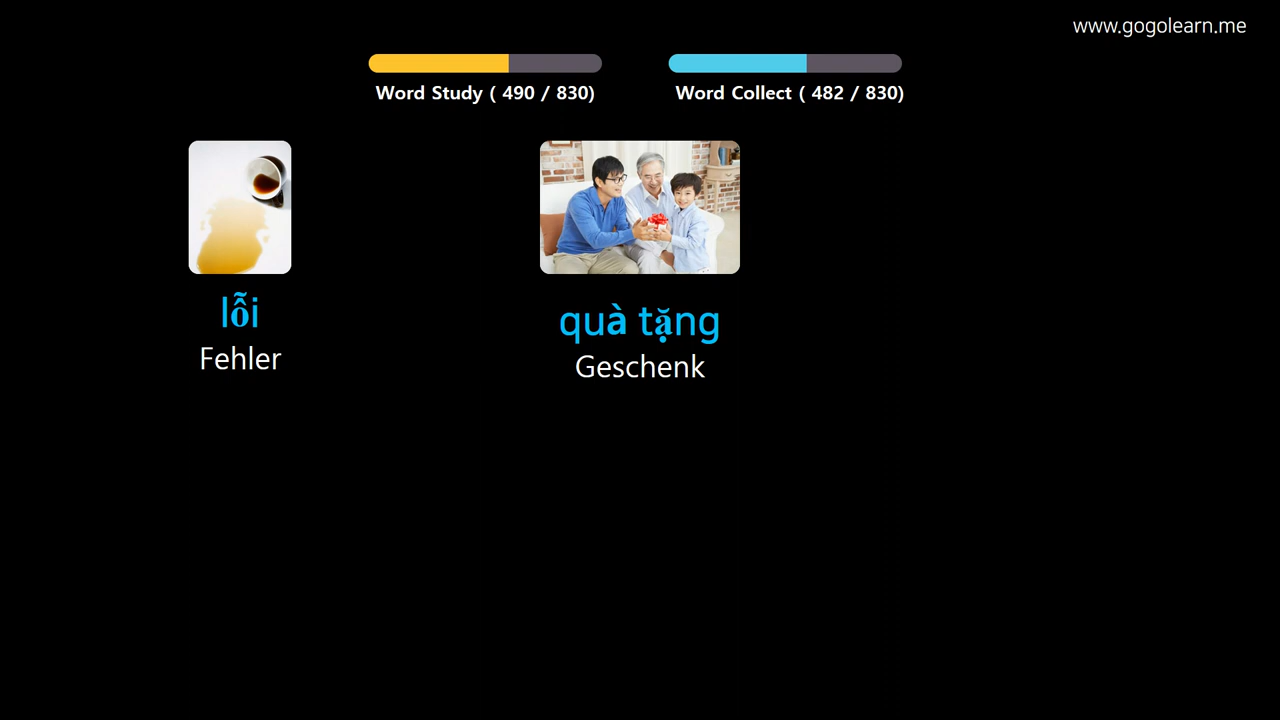 www.gogolearn.me
Word Study ( 490 / 830)
Word Collect ( 482 / 830)
lỗi
Fehler
quà tặng
Geschenk